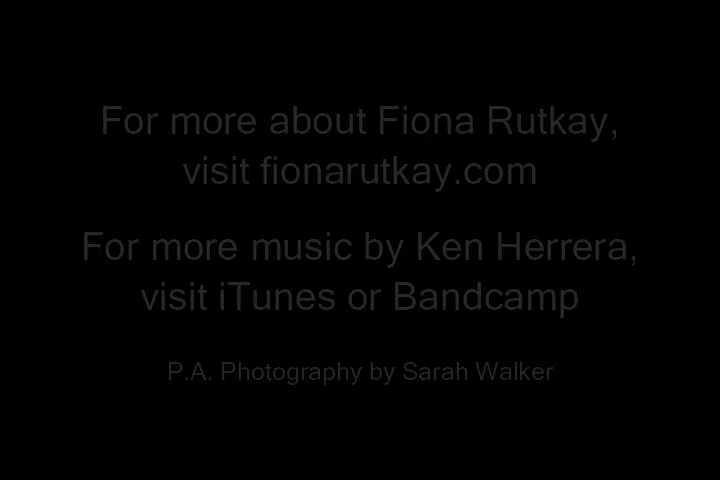 For more about Fiona Rutkay,
visit fionarutkay.com
For more music by Ken Herrera,
visit iTunes or Bandcamp
P.A. Photography by Sarah Walker